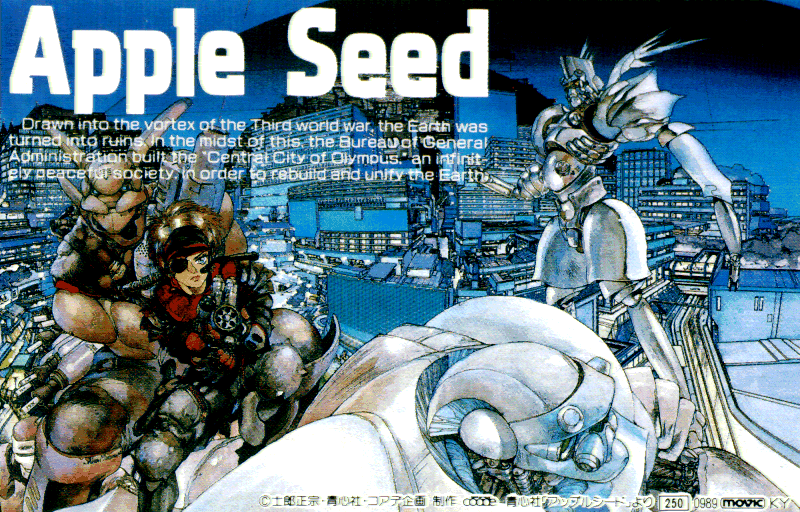 Apple Seed
Drawn into the vortex of the Third world war, the Earth was
turned into ruins. In the midst of this, the Bureau of General
Administration built the "Central City of Olympus," an infinit-
ely peaceful society, in order to rebuild and unify the Earth.
©士郎正宗・青心社・コアデ企画 制作 青心社「アップルシード」より 250 0989 movic KY